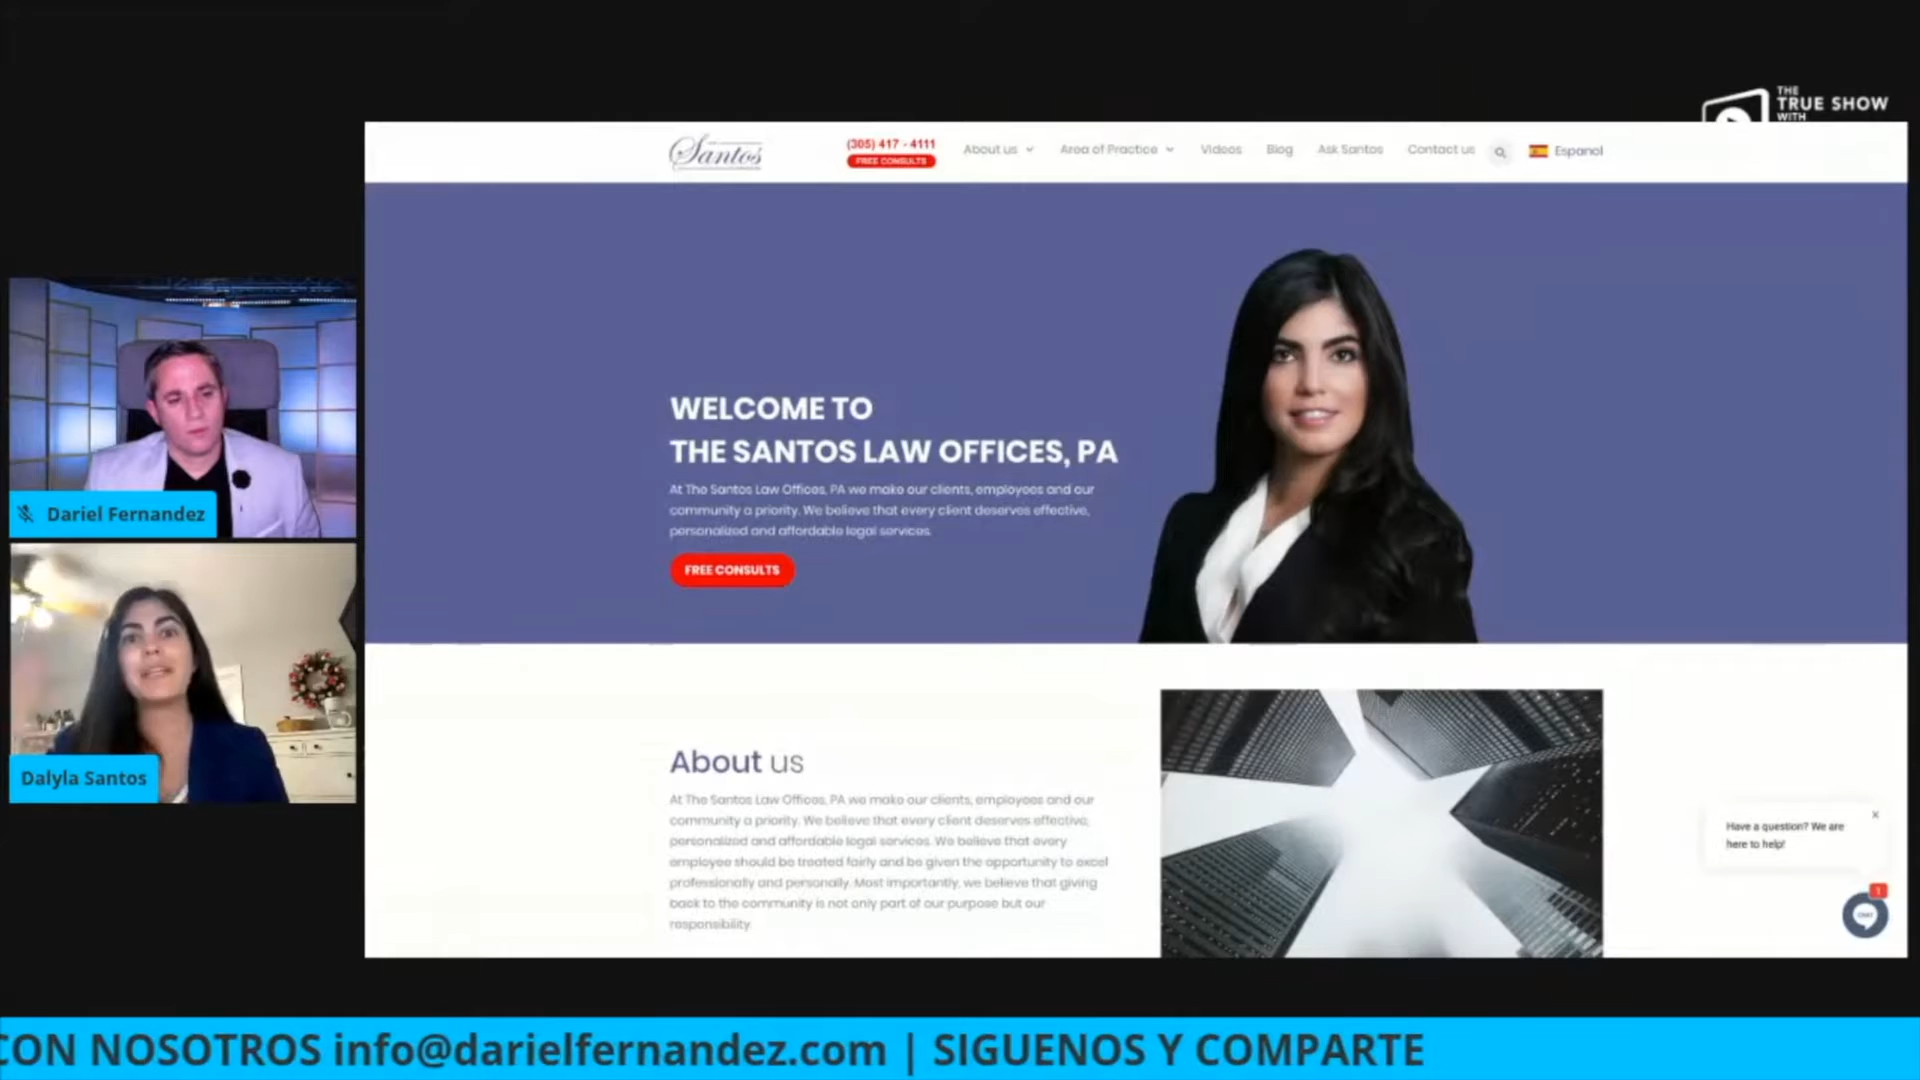 THE
TRUE SHOW
WITH
Santos
(305) 417 - 4111
FREE CONSULTS
About us
Area of Practice
Videos
Blog
Ask Santos
Contact us
Espanol
WELCOME TO
THE SANTOS LAW OFFICES, PA
At The Santos Law Offices, PA we make our clients, employees and our
community a priority. We believe that every client deserves effective,
personalized and affordable legal services.
FREE CONSULTS
Dariel Fernandez
Dalyla Santos
About us
At The Santos Law Offices, PA we make our clients, employees and our
community a priority. We believe that every client deserves effective,
personalized and affordable legal services. We believe that every
employee should be treated fairly and be given the opportunity to excel
professionally and personally. Most importantly, we believe that giving
back to the community is not only part of our purpose but our
responsibility.
Have a question? We are
here to help!
1
CHAT
CON NOSOTROS info@darielfernandez.com | SIGUENOS Y COMPARTE